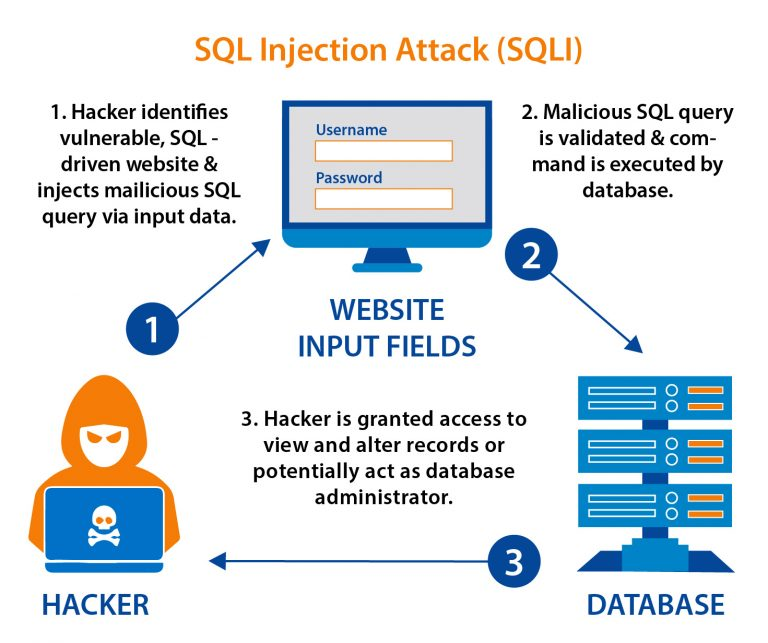 SQL Injection Attack (SQLI)
1. Hacker identifies
vulnerable, SQL -
driven website &
injects mailicious SQL
query via input data.
Username
Password
2. Malicious SQL query
is validated & com-
mand is executed by
database.
1
2
WEBSITE
INPUT FIELDS
3. Hacker is granted access to
view and alter records or
potentially act as database
administrator.
3
HACKER
DATABASE